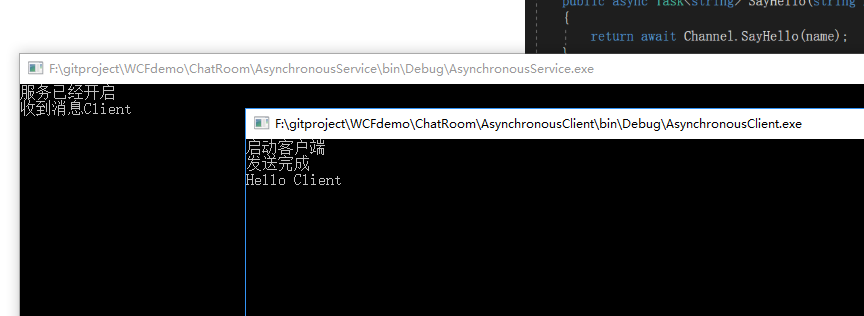 public async Task<string> SayHello(string
{
return await Channel.SayHello(name);
F:\gitproject\WCFdemo\ChatRoom\AsynchronousService\bin\Debug\AsynchronousService.exe
服务已经开启
收到消息Client
F:\gitproject\WCFdemo\ChatRoom\AsynchronousClient\bin\Debug\AsynchronousClient.exe
启动客户端
发送完成
Hello Client